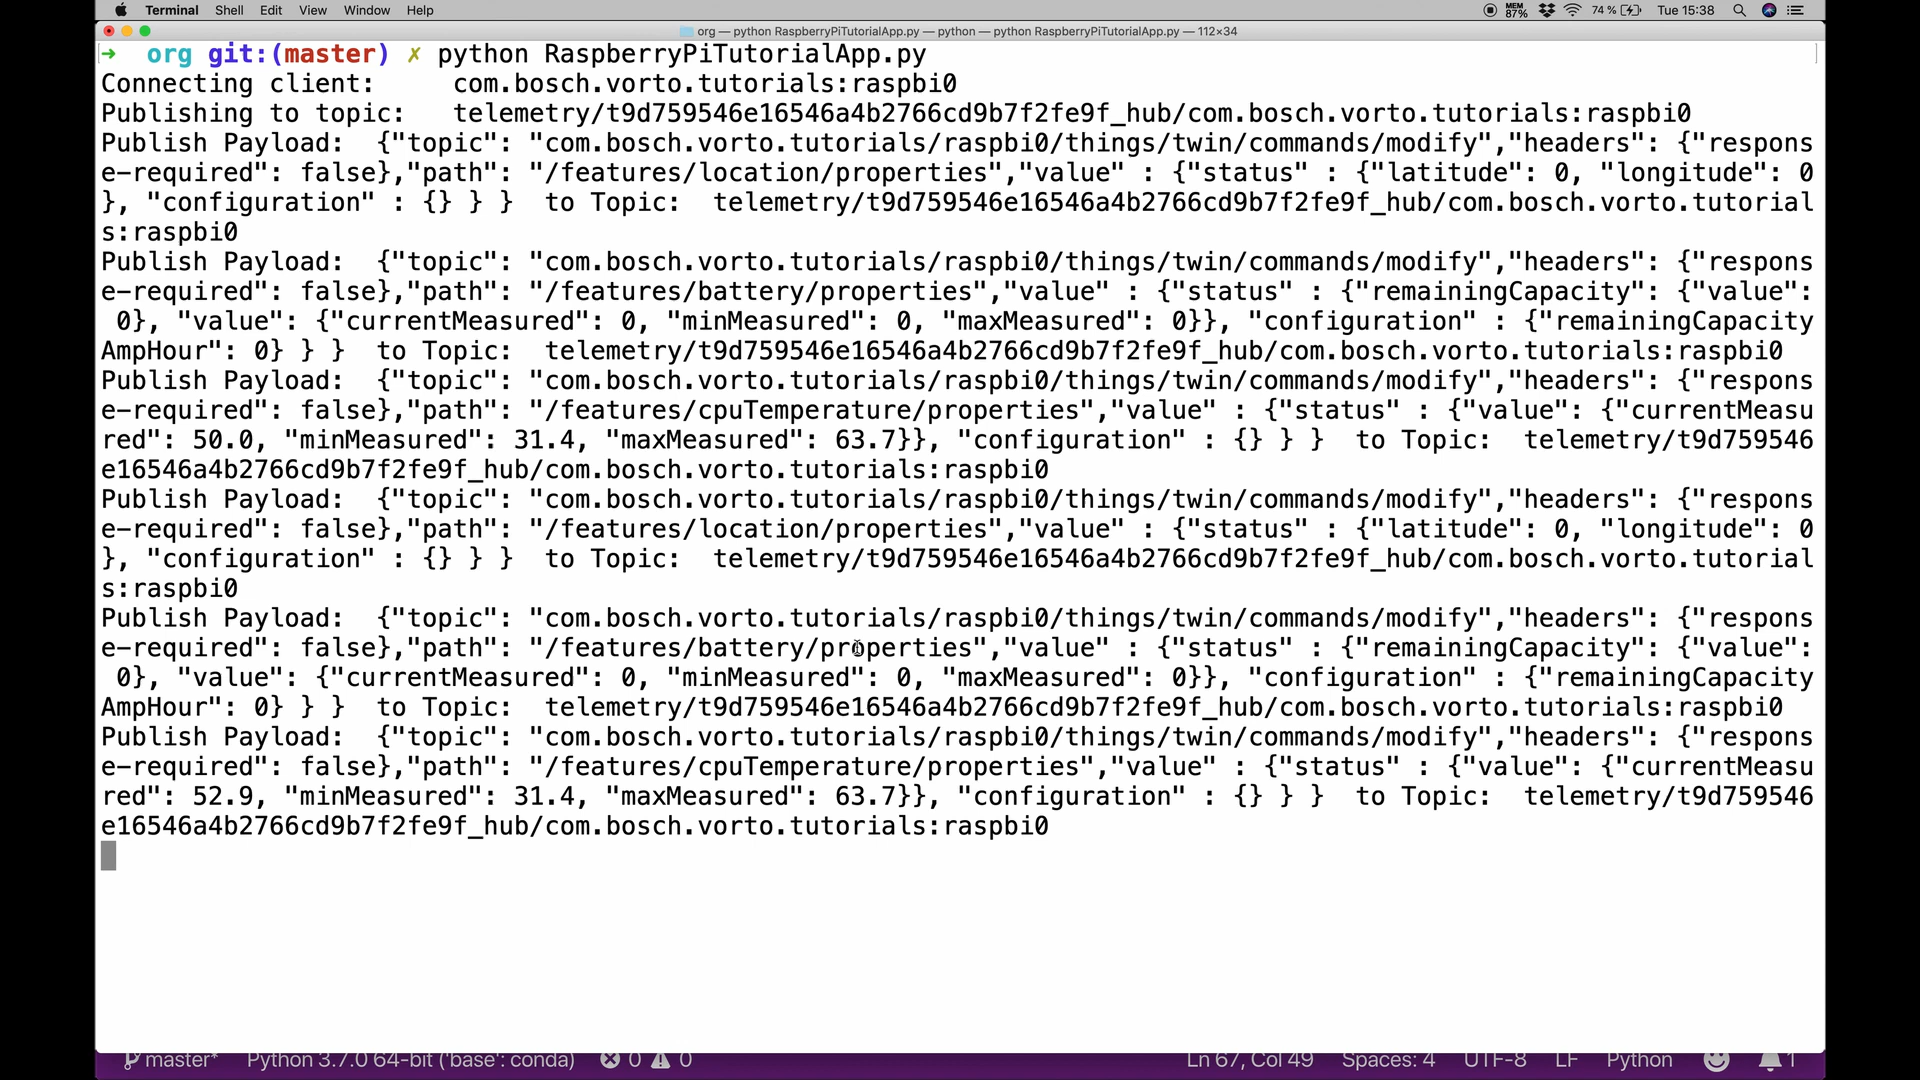 Terminal Shell Edit View Window Help MEM 87% 74 % Tue 15:38
org — python RaspberryPiTutorialApp.py — python — python RaspberryPiTutorialApp.py — 112×34
➜ org git:(master) ✗ python RaspberryPiTutorialApp.py
Connecting client: com.bosch.vorto.tutorials:raspbi0
Publishing to topic: telemetry/t9d759546e16546a4b2766cd9b7f2fe9f_hub/com.bosch.vorto.tutorials:raspbi0
Publish Payload: {"topic": "com.bosch.vorto.tutorials/raspbi0/things/twin/commands/modify","headers": {"respons
e-required": false},"path": "/features/location/properties","value" : {"status" : {"latitude": 0, "longitude": 0
}, "configuration" : {} } } to Topic: telemetry/t9d759546e16546a4b2766cd9b7f2fe9f_hub/com.bosch.vorto.tutorial
s:raspbi0
Publish Payload: {"topic": "com.bosch.vorto.tutorials/raspbi0/things/twin/commands/modify","headers": {"respons
e-required": false},"path": "/features/battery/properties","value" : {"status" : {"remainingCapacity": {"value":
0}, "value": {"currentMeasured": 0, "minMeasured": 0, "maxMeasured": 0}}, "configuration" : {"remainingCapacity
AmpHour": 0} } } to Topic: telemetry/t9d759546e16546a4b2766cd9b7f2fe9f_hub/com.bosch.vorto.tutorials:raspbi0
Publish Payload: {"topic": "com.bosch.vorto.tutorials/raspbi0/things/twin/commands/modify","headers": {"respons
e-required": false},"path": "/features/cpuTemperature/properties","value" : {"status" : {"value": {"currentMeasu
red": 50.0, "minMeasured": 31.4, "maxMeasured": 63.7}}, "configuration" : {} } } to Topic: telemetry/t9d759546
e16546a4b2766cd9b7f2fe9f_hub/com.bosch.vorto.tutorials:raspbi0
Publish Payload: {"topic": "com.bosch.vorto.tutorials/raspbi0/things/twin/commands/modify","headers": {"respons
e-required": false},"path": "/features/location/properties","value" : {"status" : {"latitude": 0, "longitude": 0
}, "configuration" : {} } } to Topic: telemetry/t9d759546e16546a4b2766cd9b7f2fe9f_hub/com.bosch.vorto.tutorial
s:raspbi0
Publish Payload: {"topic": "com.bosch.vorto.tutorials/raspbi0/things/twin/commands/modify","headers": {"respons
e-required": false},"path": "/features/battery/properties","value" : {"status" : {"remainingCapacity": {"value":
0}, "value": {"currentMeasured": 0, "minMeasured": 0, "maxMeasured": 0}}, "configuration" : {"remainingCapacity
AmpHour": 0} } } to Topic: telemetry/t9d759546e16546a4b2766cd9b7f2fe9f_hub/com.bosch.vorto.tutorials:raspbi0
Publish Payload: {"topic": "com.bosch.vorto.tutorials/raspbi0/things/twin/commands/modify","headers": {"respons
e-required": false},"path": "/features/cpuTemperature/properties","value" : {"status" : {"value": {"currentMeasu
red": 52.9, "minMeasured": 31.4, "maxMeasured": 63.7}}, "configuration" : {} } } to Topic: telemetry/t9d759546
e16546a4b2766cd9b7f2fe9f_hub/com.bosch.vorto.tutorials:raspbi0
master* Python 3.7.0 64-bit ('base': conda) 0 0 Ln 67, Col 49 Spaces: 4 UTF-8 LF Python 1